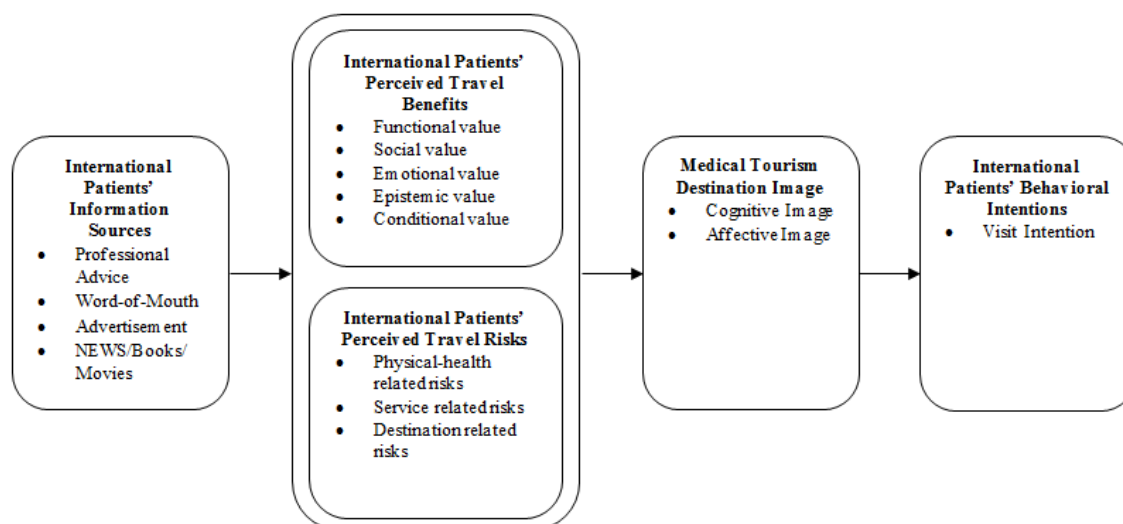 International
Patients'
Information
Sources
● Professional
Advice
● Word-of-Mouth
● Advertisement
● NEWS/Books/
Movies
International Patients'
Perceived Travel
Benefits
● Functional value
● Social value
● Emotional value
● Epistemic value
● Conditional value
International Patients'
Perceived Travel Risks
● Physical-health
related risks
● Service related risks
● Destination related
risks
Medical Tourism
Destination Image
● Cognitive Image
● Affective Image
International
Patients' Behavioral
Intentions
● Visit Intention